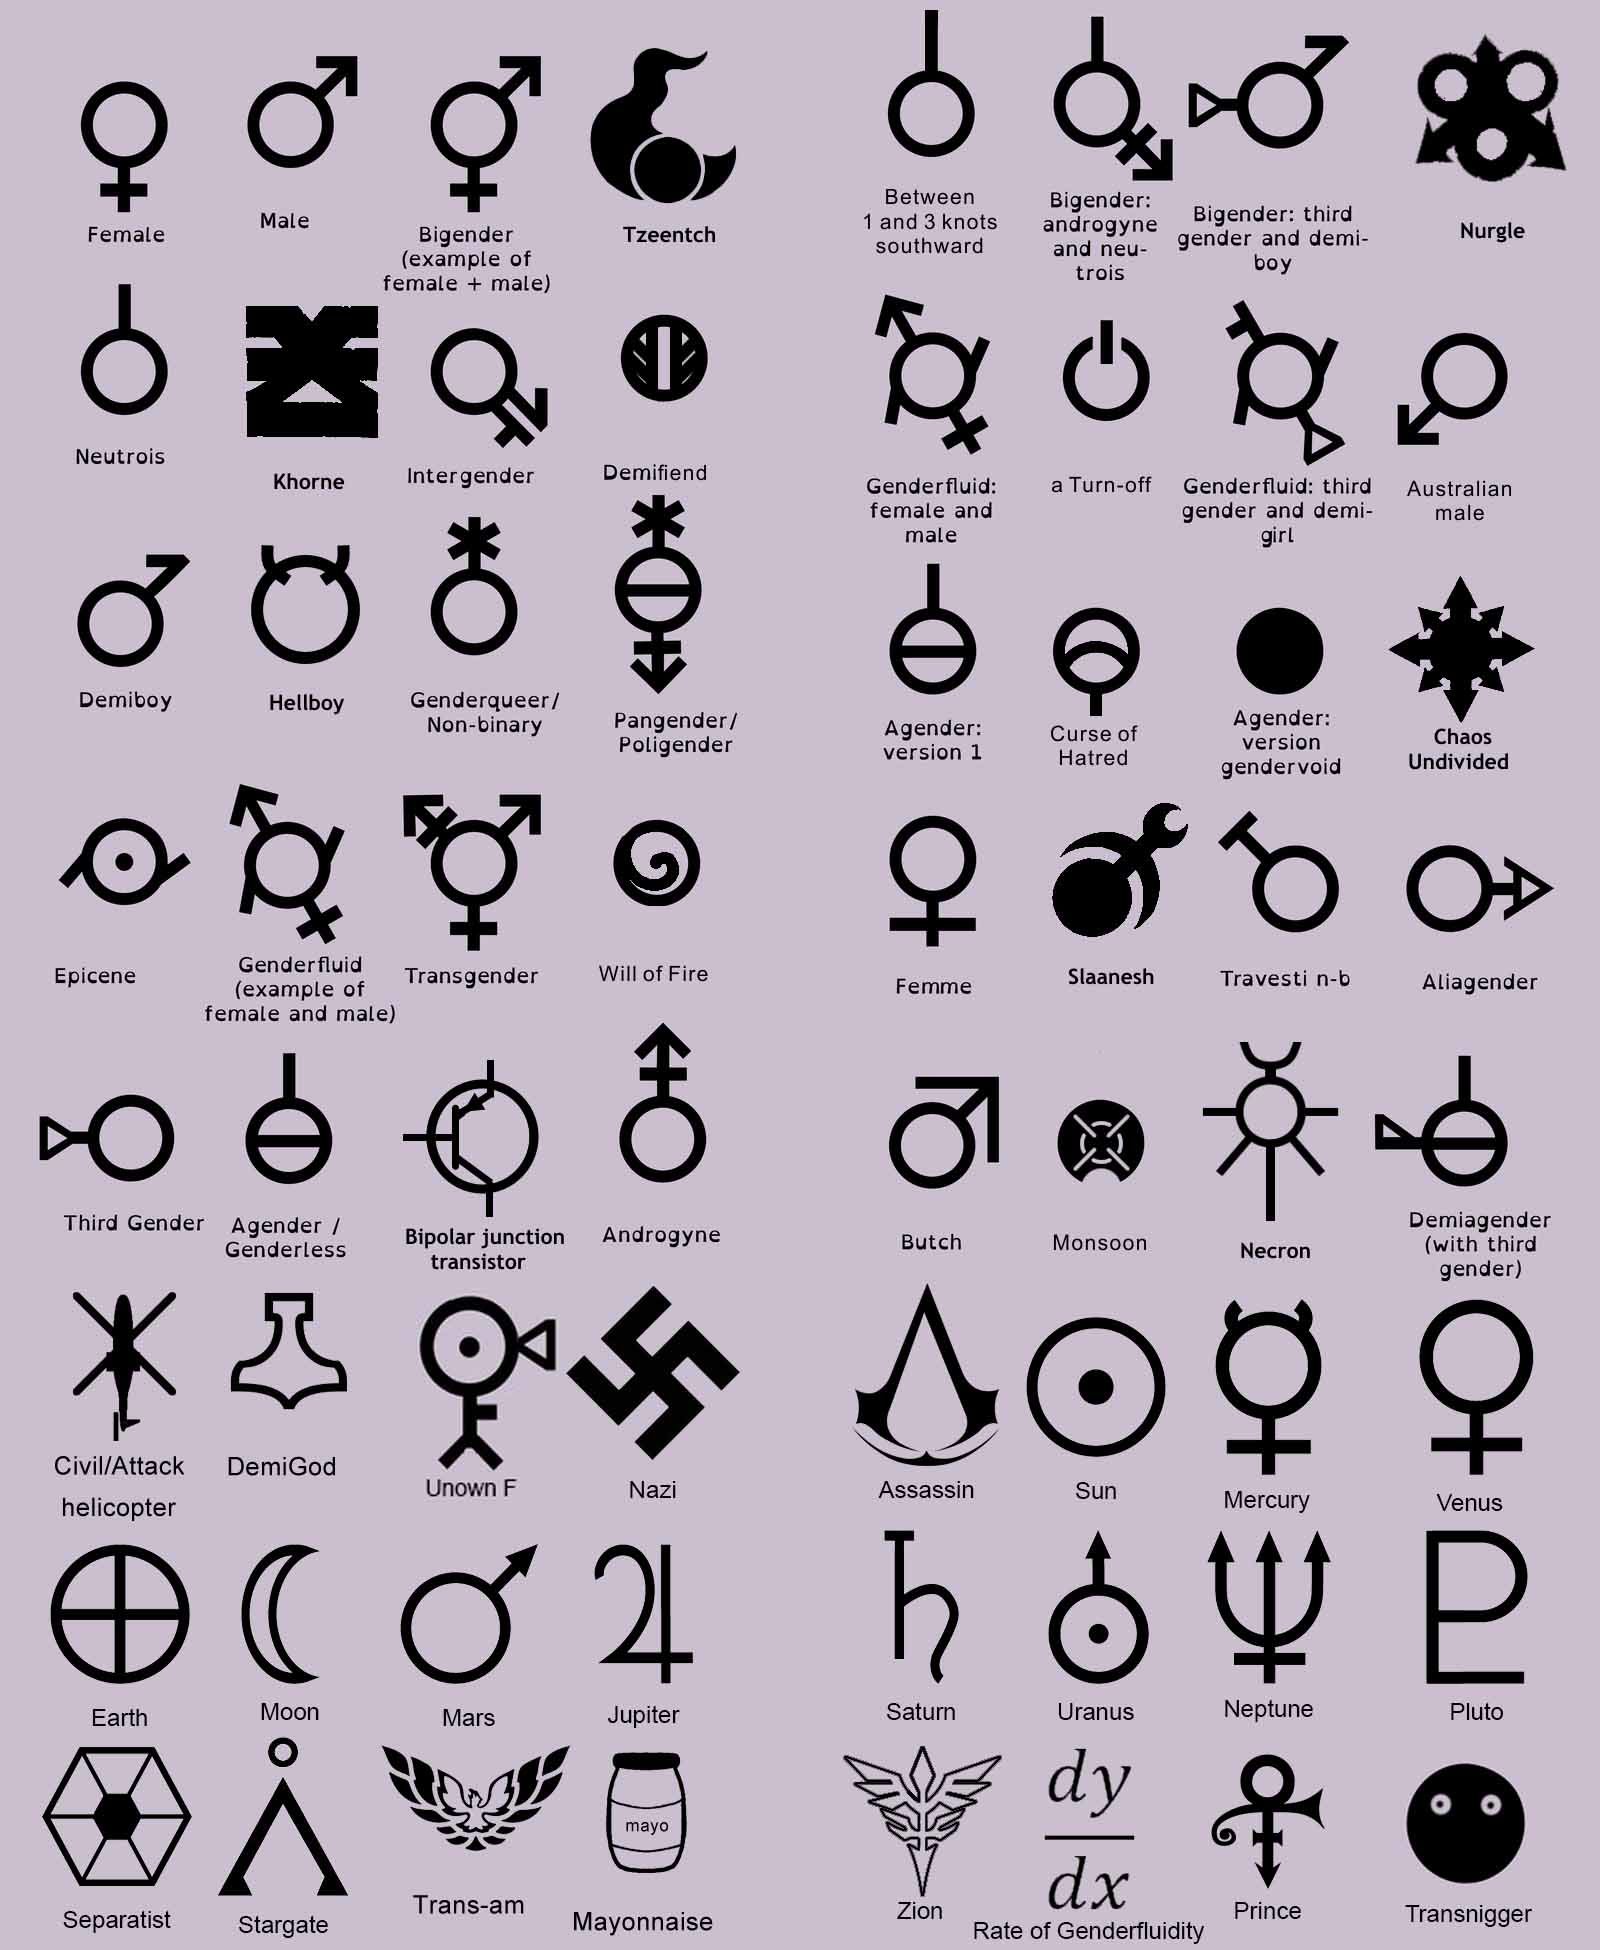 Female
Male
Bigender
(example of
female + male)
Tzeentch
Between
1 and 3 knots
southward
Bigender:
androgyne
and neu-
trois
Bigender: third
gender and demi-
boy
Nurgle
Neutrois
Khorne
Intergender
Demifiend
Genderfluid:
female and
male
a Turn-off
Genderfluid: third
gender and demi-
girl
Australian
male
Demiboy
Hellboy
Genderqueer/
Non-binary
Pangender/
Poligender
Agender:
version 1
Curse of
Hatred
Agender:
version
gendervoid
Chaos
Undivided
Epicene
Genderfluid
(example of
female and male)
Transgender
Will of Fire
Femme
Slaanesh
Travesti n-b
Aliagender
Third Gender
Agender /
Genderless
Bipolar junction
transistor
Androgyne
Butch
Monsoon
Necron
Demiagender
(with third
gender)
Civil/Attack
helicopter
DemiGod
Unown F
Nazi
Assassin
Sun
Mercury
Venus
Earth
Moon
Mars
Jupiter
Saturn
Uranus
Neptune
Pluto
Separatist
Stargate
Trans-am
mayo
Mayonnaise
Zion
dy
dx
Rate of Genderfluidity
Prince
Transnigger